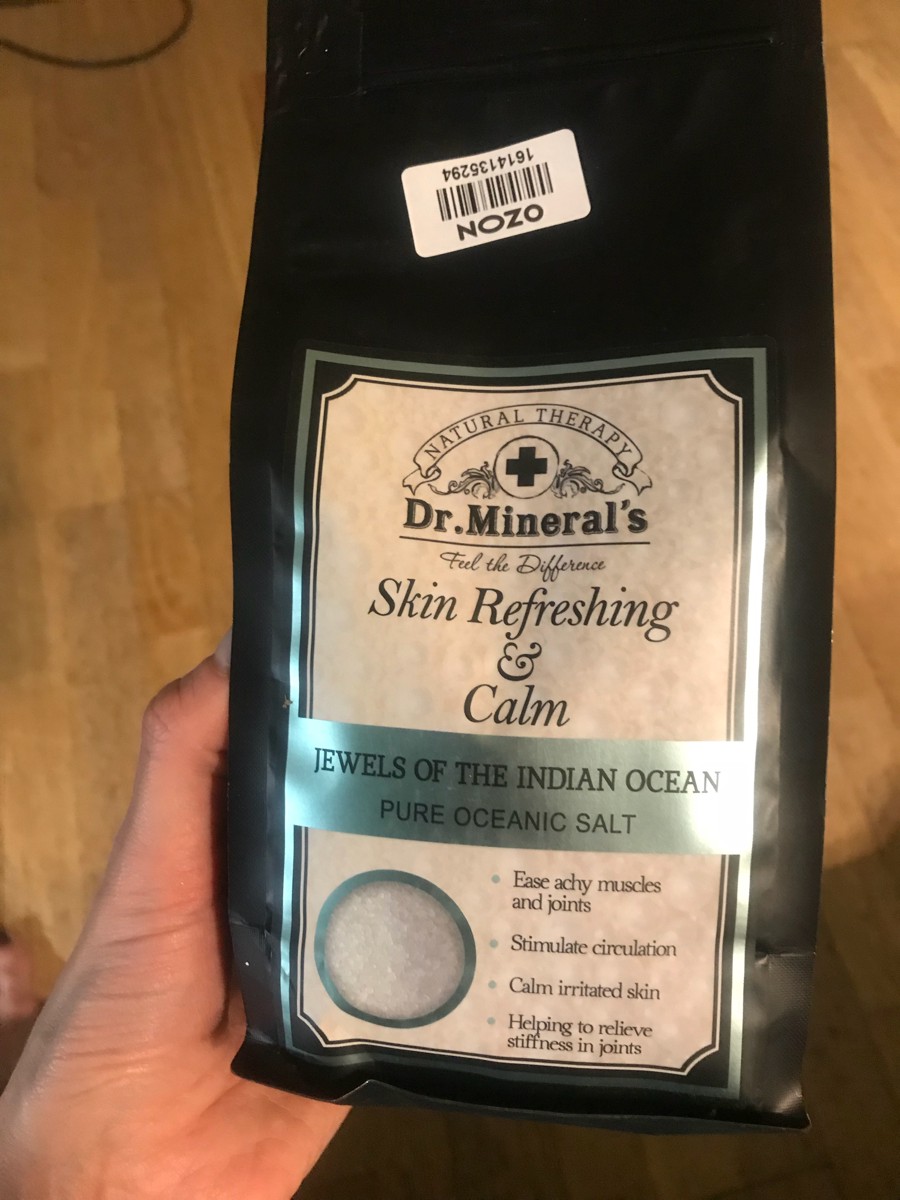 1614135294
OZON
NATURAL THERAPY
Dr.Mineral's
Feel the Difference
Skin Refreshing
&
Calm
JEWELS OF THE INDIAN OCEAN
PURE OCEANIC SALT
Ease achy muscles
and joints
Stimulate circulation
Calm irritated skin
Helping to relieve
stiffness in joints